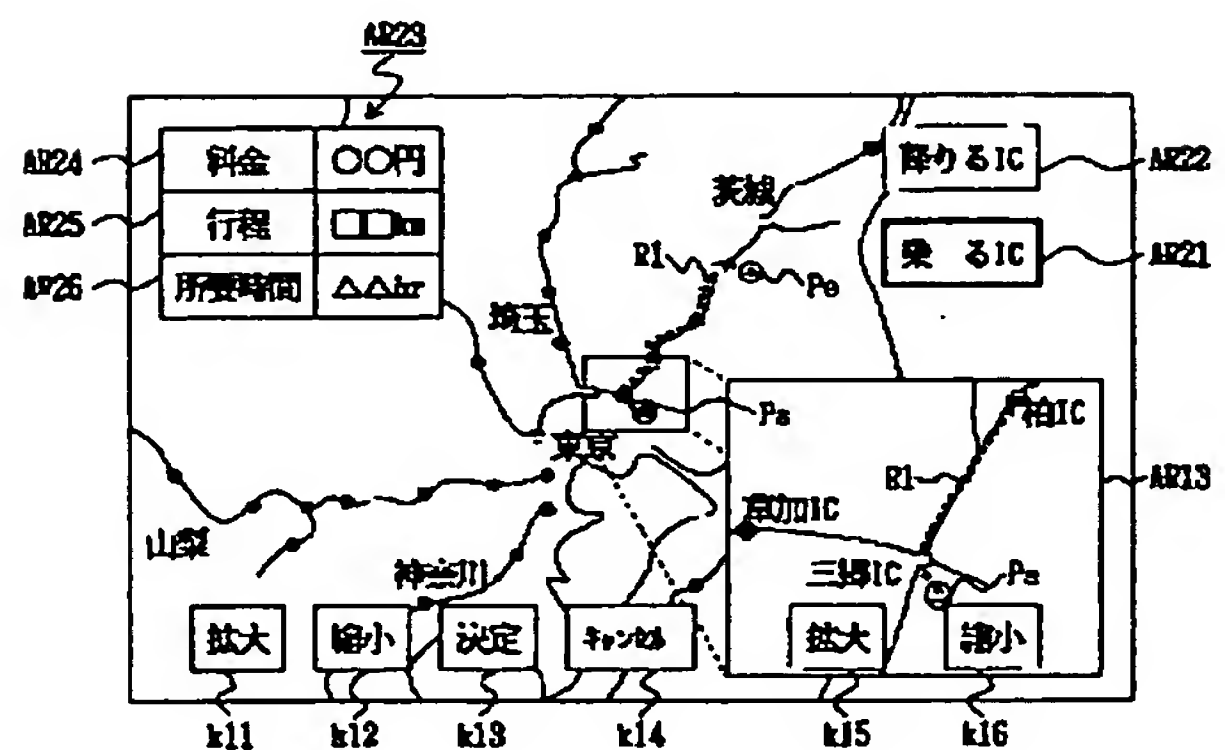 AR23
AR24 料金 ○○円
AR25 行程 □□km
AR26 所要時間 △△hr
降りるIC AR22
乗るIC AR21
茨城
R1
Pe
埼玉
Ps
東京
柏IC
R1
AR13
草加IC
三郷IC
Ps
山梨
神奈川
拡大 縮小 決定 キャンセル 拡大 縮小
k11 k12 k13 k14 k15 k16